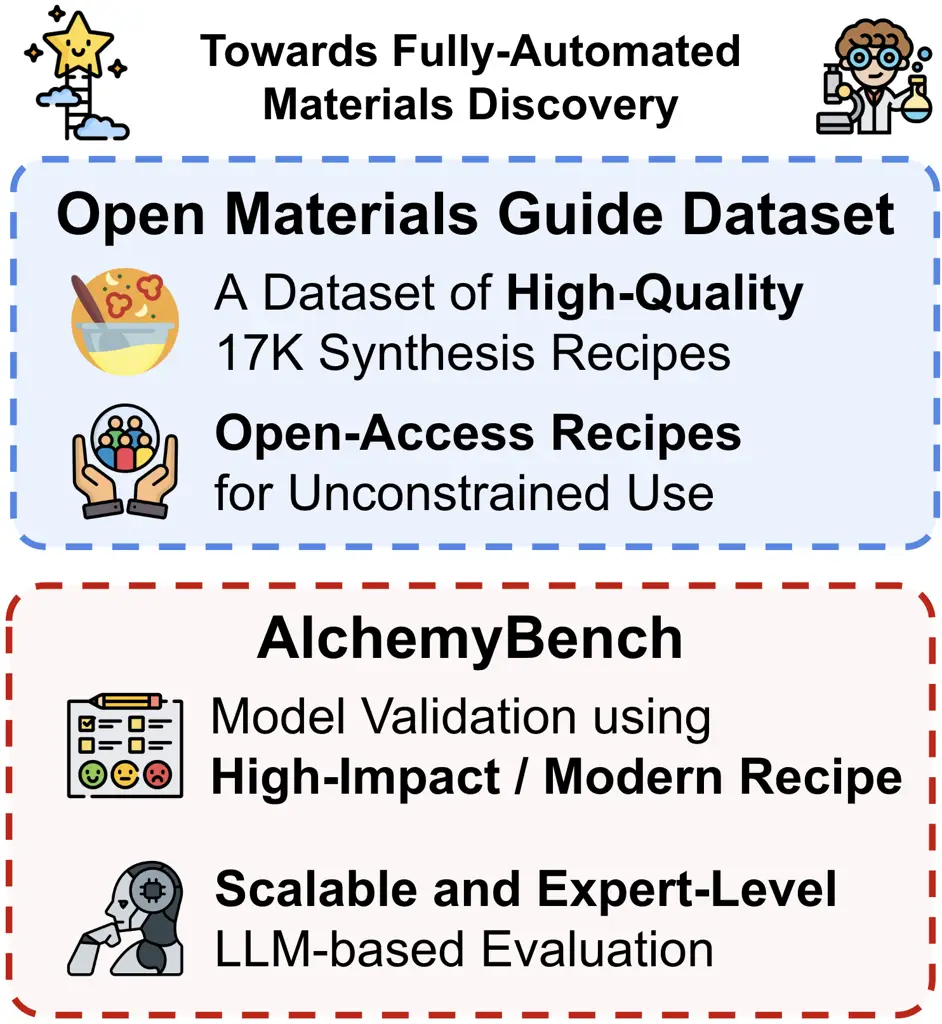 Towards Fully-Automated
Materials Discovery
Open Materials Guide Dataset
A Dataset of High-Quality
17K Synthesis Recipes
Open-Access Recipes
for Unconstrained Use
AlchemyBench
Model Validation using
High-Impact / Modern Recipe
Scalable and Expert-Level
LLM-based Evaluation